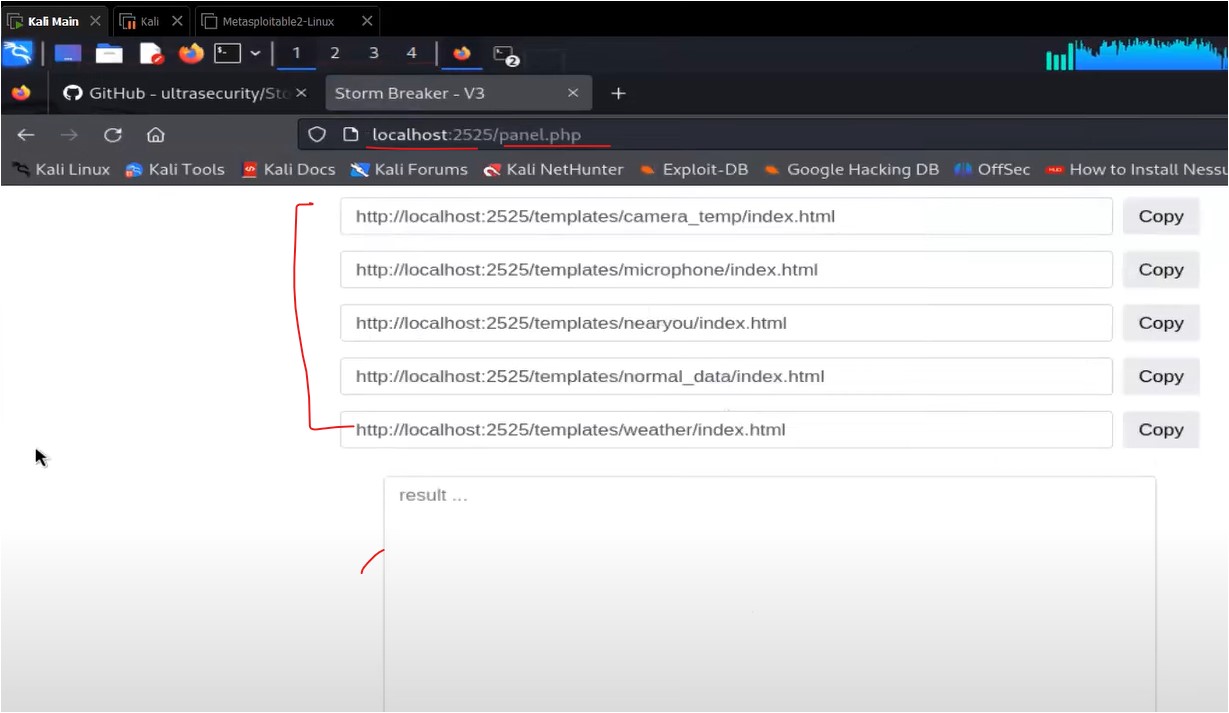 Kali Main Kali Metasploitable2-Linux
1 2 3 4 2
GitHub - ultrasecurity/Sto Storm Breaker - V3
localhost:2525/panel.php
Kali Linux Kali Tools Kali Docs Kali Forums Kali NetHunter Exploit-DB Google Hacking DB OffSec How to Install Nessu
http://localhost:2525/templates/camera_temp/index.html Copy
http://localhost:2525/templates/microphone/index.html Copy
http://localhost:2525/templates/nearyou/index.html Copy
http://localhost:2525/templates/normal_data/index.html Copy
http://localhost:2525/templates/weather/index.html Copy
result ...